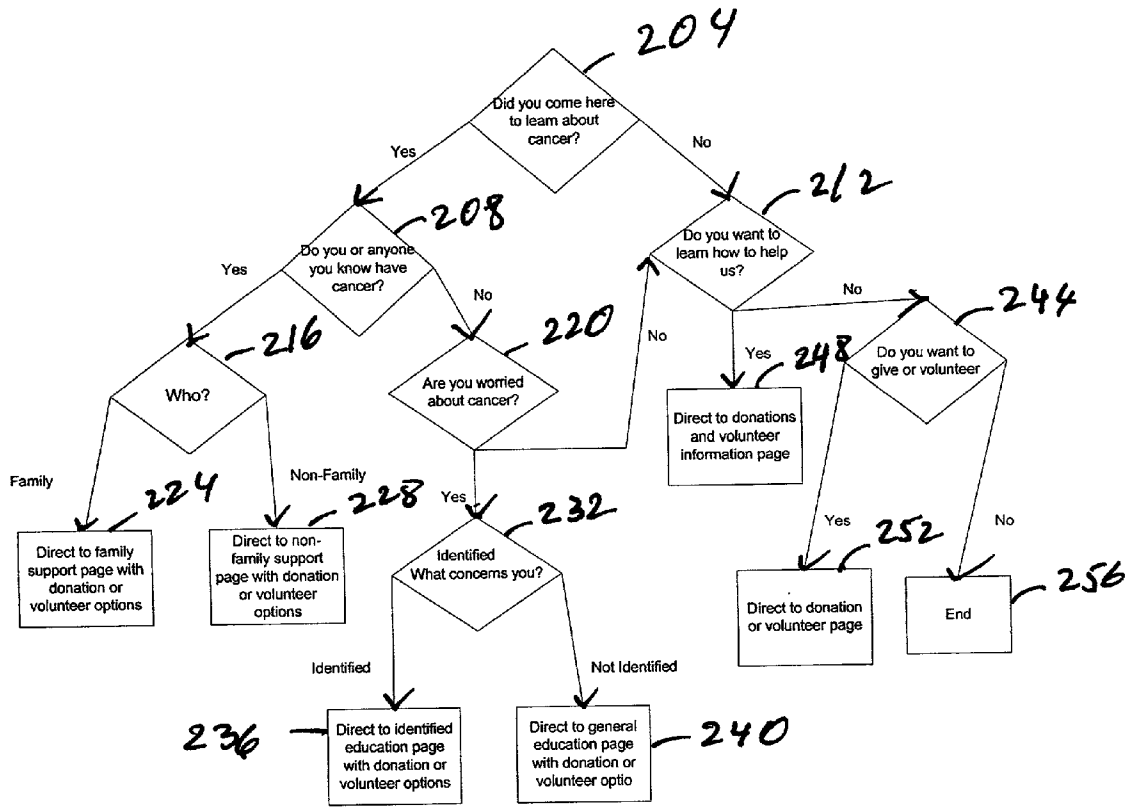 204
Did you come here
to learn about
cancer?
Yes
No
208
212
Do you or anyone
you know have
cancer?
Do you want to
learn how to help
us?
Yes
No
No
216
220
No
244
Who?
Are you worried
about cancer?
Yes
248
Do you want to
give or volunteer
Direct to donations
and volunteer
information page
Family
Non-Family
224
228
Yes
232
Yes
252
No
Direct to family
support page with
donation or
volunteer options
Direct to non-
family support
page with donation
or volunteer
options
Identified
What concerns you?
256
Direct to donation
or volunteer page
End
Identified
Not Identified
236
Direct to identified
education page
with donation or
volunteer options
Direct to general
education page
with donation or
volunteer optio
240